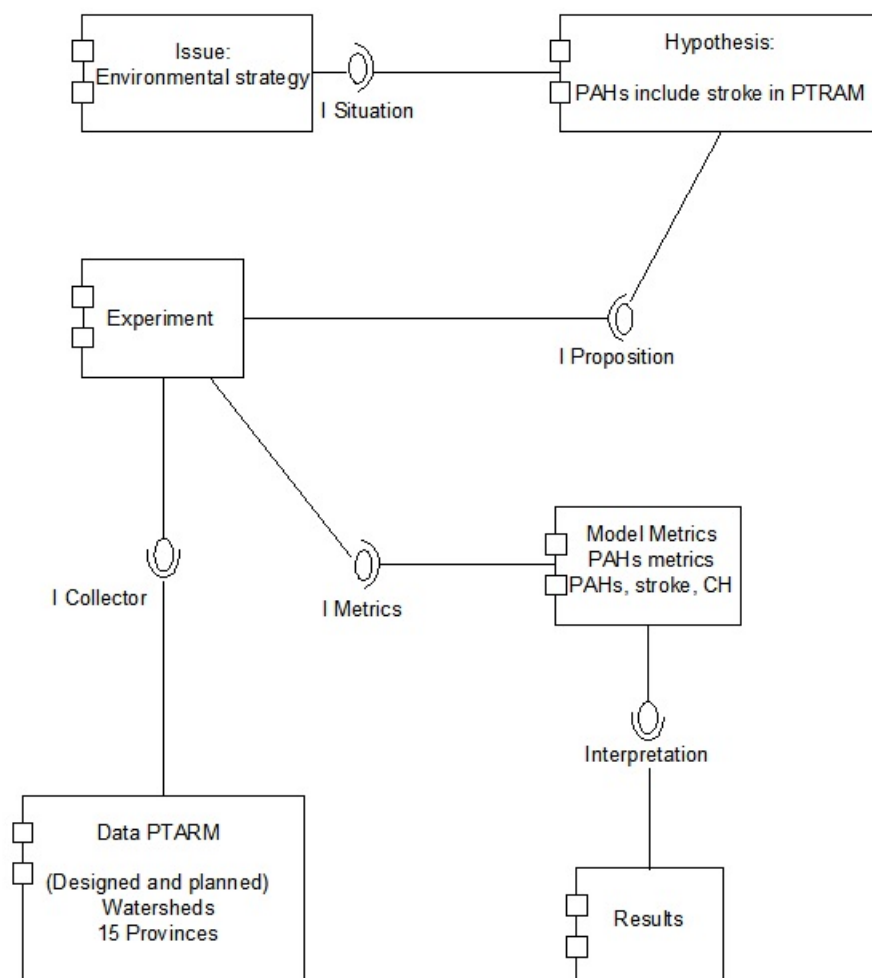 Issue:
Environmental strategy
I Situation
Hypothesis:
PAHs include stroke in PTRAM
Experiment
I Proposition
I Collector
I Metrics
Model Metrics
PAHs metrics
PAHs, stroke, CH
Interpretation
Data PTARM
(Designed and planned)
Watersheds
15 Provinces
Results